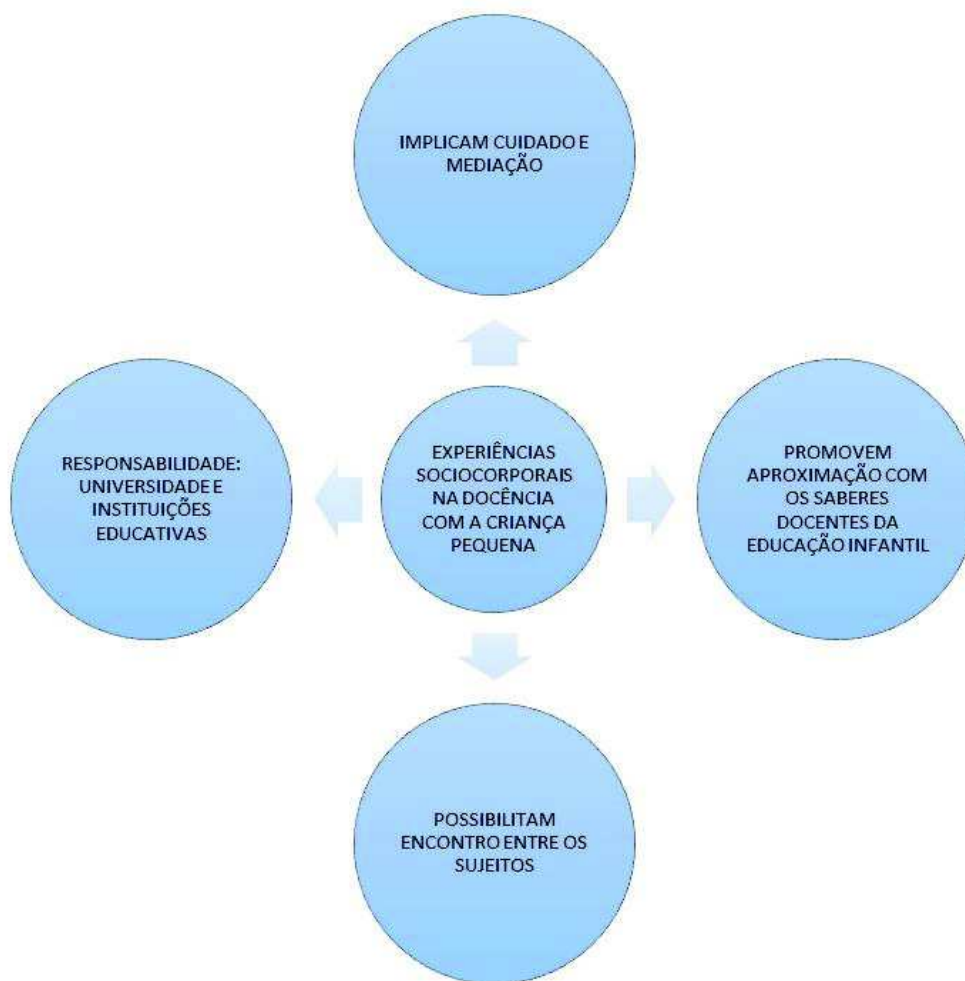 IMPLICAM CUIDADO E
MEDIAÇÃO
RESPONSABILIDADE:
UNIVERSIDADE E
INSTITUIÇÕES
EDUCATIVAS
EXPERIÊNCIAS
SOCIOCORPORAIS
NA DOCÊNCIA
COM A CRIANÇA
PEQUENA
PROMOVEM
APROXIMAÇÃO COM
OS SABERES
DOCENTES DA
EDUCAÇÃO INFANTIL
POSSIBILITAM
ENCONTRO ENTRE OS
SUJEITOS